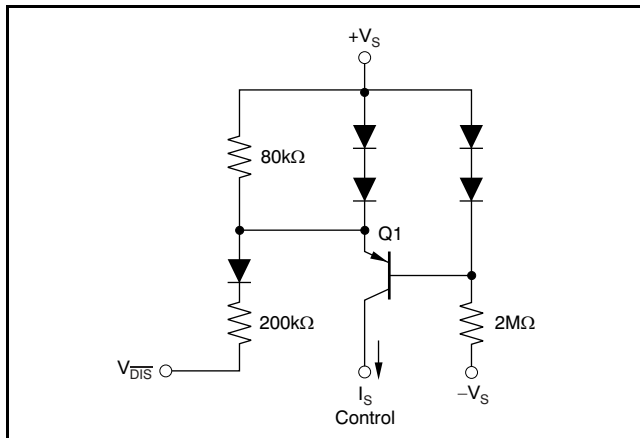 +VS
80kΩ
Q1
200kΩ
2MΩ
VDIS
IS
Control
−VS